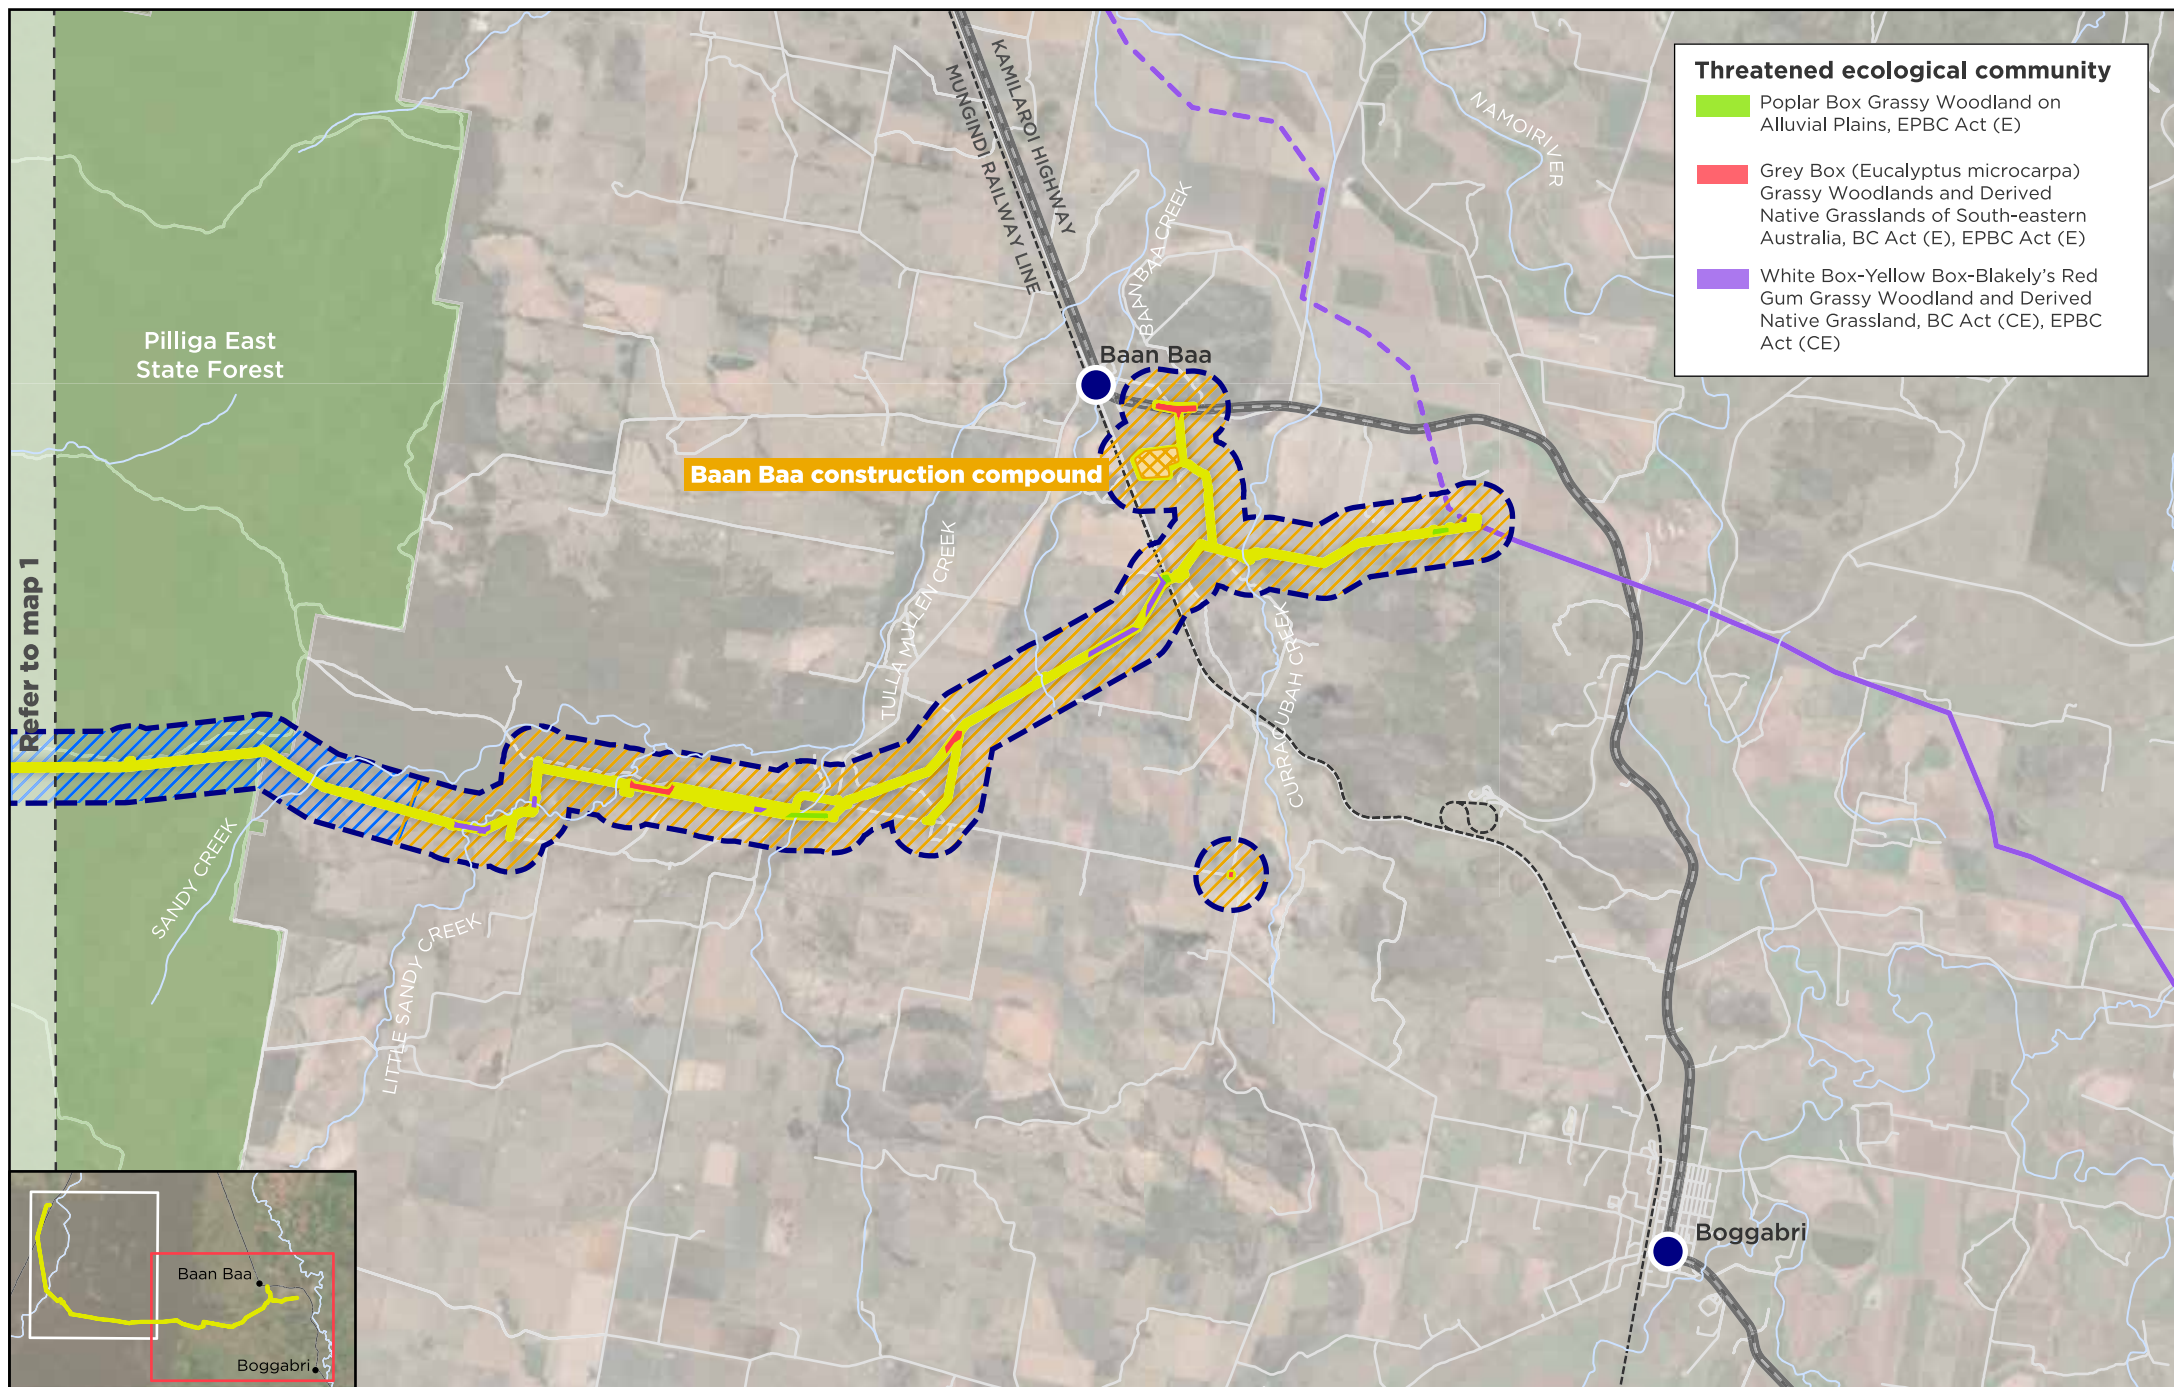 Threatened ecological community
Poplar Box Grassy Woodland on
Alluvial Plains, EPBC Act (E)
Grey Box (Eucalyptus microcarpa)
Grassy Woodlands and Derived
Native Grasslands of South-eastern
Australia, BC Act (E), EPBC Act (E)
White Box-Yellow Box-Blakely's Red
Gum Grassy Woodland and Derived
Native Grassland, BC Act (CE), EPBC
Act (CE)
KAMILAROI HIGHWAY
MUNGINDI RAILWAY LINE
NAMOI RIVER
BAAN BAA CREEK
Pilliga East
State Forest
Baan Baa
Baan Baa construction compound
Refer to map 1
TULLA MULLEN CREEK
CURRACUBAH CREEK
SANDY CREEK
LITTLE SANDY CREEK
Boggabri
Baan Baa
Boggabri